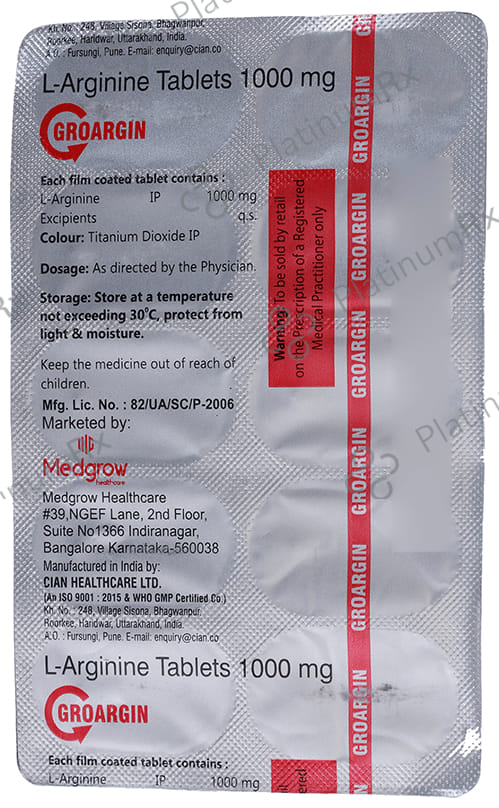 Kh. No.: 248, Village Sisona, Bhagwanpur,
Roorkee, Haridwar, Uttarakhand, India.
A.O. : Fursungi, Pune. E-mail: enquiry@cian.co
L-Arginine Tablets 1000 mg
GROARGIN
Each film coated tablet contains :
L-Arginine IP 1000 mg
Excipients q.s.
Colour: Titanium Dioxide IP
Dosage: As directed by the Physician.
Storage: Store at a temperature
not exceeding 30°C, protect from
light & moisture.
Keep the medicine out of reach of
children.
Mfg. Lic. No. : 82/UA/SC/P-2006
Marketed by:
Medgrow
healthcare
Medgrow Healthcare
#39,NGEF Lane, 2nd Floor,
Suite No1366 Indiranagar,
Bangalore Karnataka-560038
Manufactured in India by:
CIAN HEALTHCARE LTD.
(An ISO 9001 : 2015 & WHO GMP Certified Co.)
Kh. No. : 248, Village Sisona, Bhagwanpur,
Roorkee, Haridwar, Uttarakhand, India.
A.O. : Fursungi, Pune. E-mail: enquiry@cian.co
L-Arginine Tablets 1000 mg
GROARGIN
Each film coated tablet contains :
L-Arginine IP 1000 mg
Warning: To be sold by retail
on the Prescription of a Registered
Medical Practitioner only
ered
GROARGIN
GROARGIN
GROARGIN
GROARGIN
GROARGIN
GROARGIN
PlatinumRx
PlatinumRx
PlatinumRx